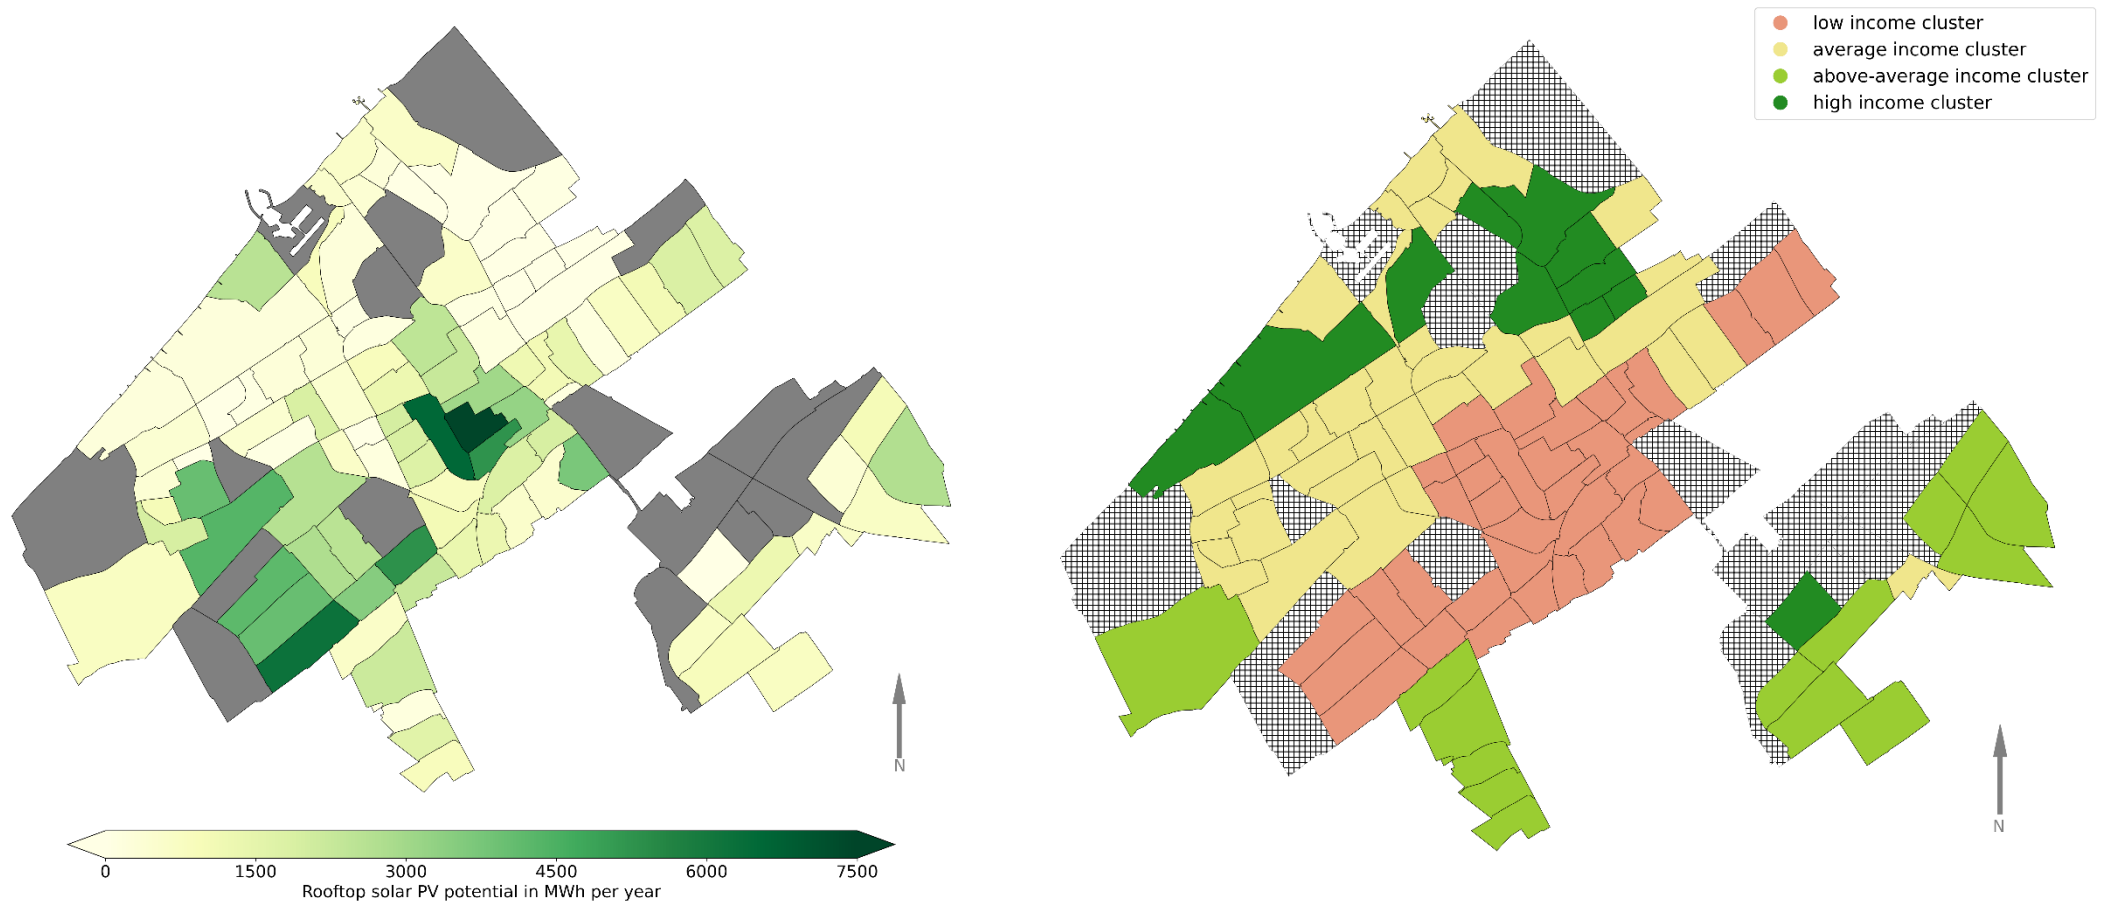 low income cluster
average income cluster
above-average income cluster
high income cluster
N
N
0 1500 3000 4500 6000 7500
Rooftop solar PV potential in MWh per year